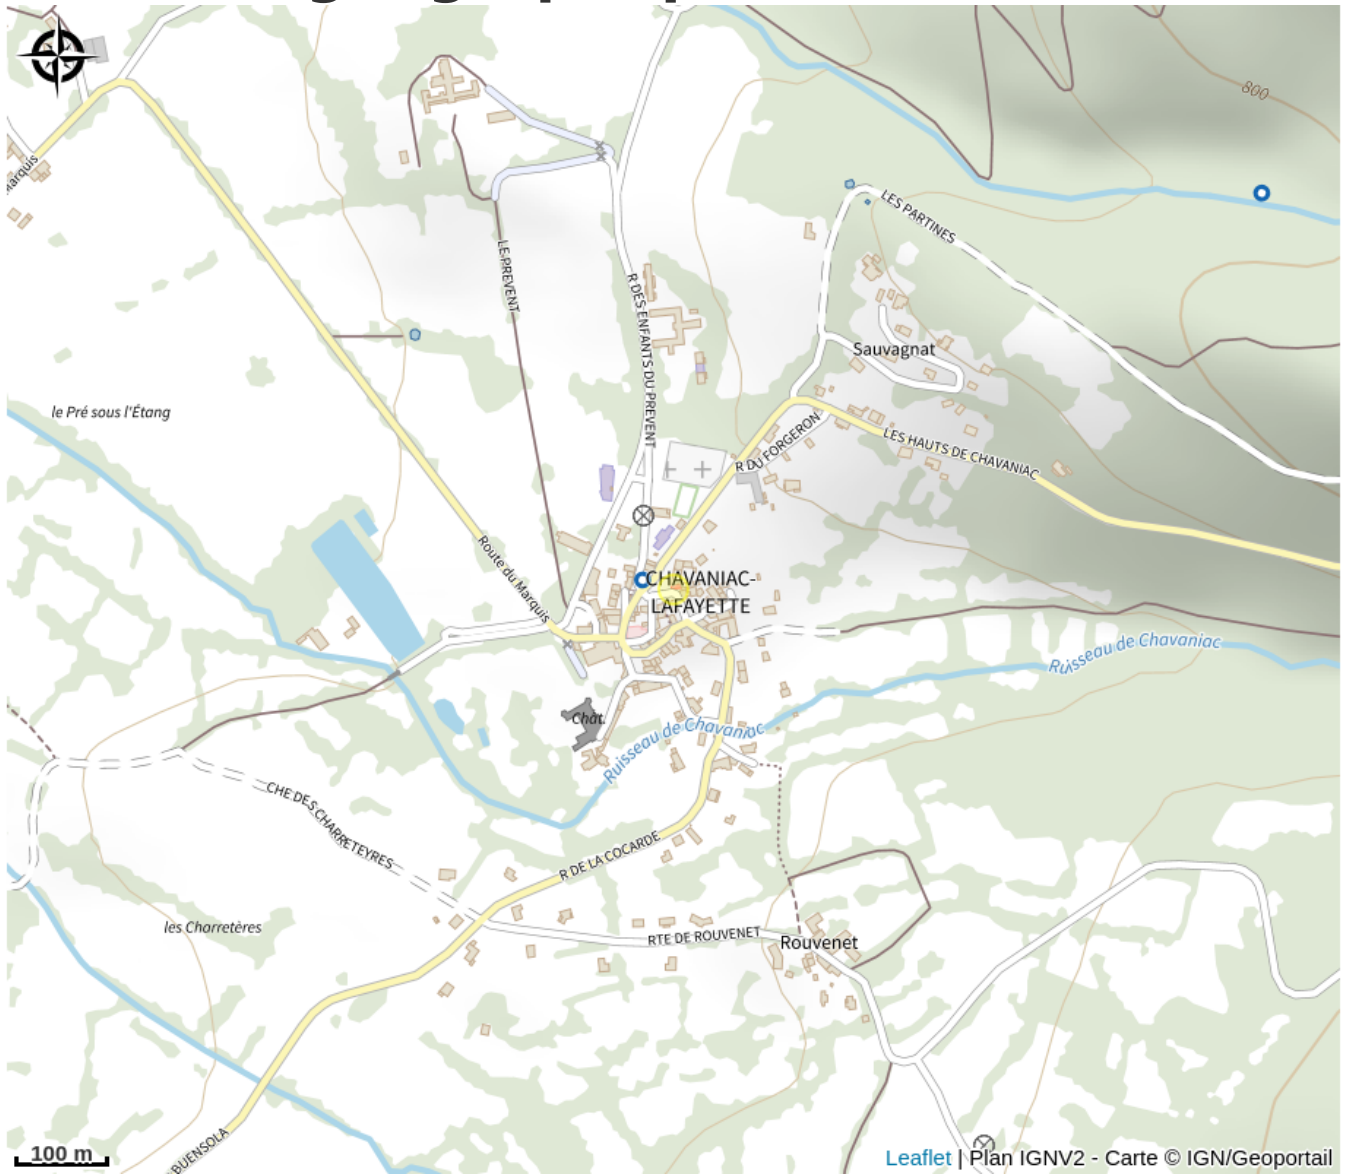 800
Marquis
LES PARTINES
LE PREVENT
R DES ENFANTS DU PREVENT
Sauvagnat
le Pré sous l'Étang
R DU FORGERON
LES HAUTS DE CHAVANIAC
Route du Marquis
CHAVANIAC-
LAFAYETTE
Ruisseau de Chavaniac
Chât.
Ruisseau de Chavaniac
CHE DES CHARRETEYRES
R DE LA COCARDE
les Charretères
RTE DE ROUVENET
Rouvenet
BUENSOLA
100 m
Leaflet | Plan IGNV2 - Carte © IGN/Geoportail